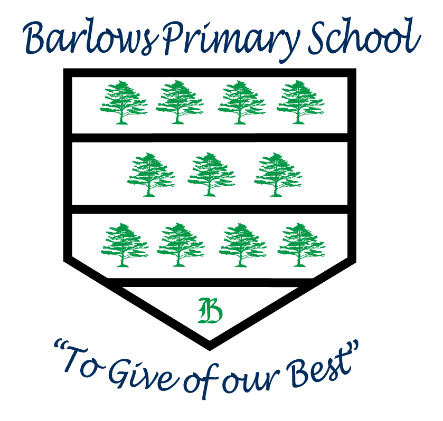 Barlows Primary School
B
“To Give of our Best”